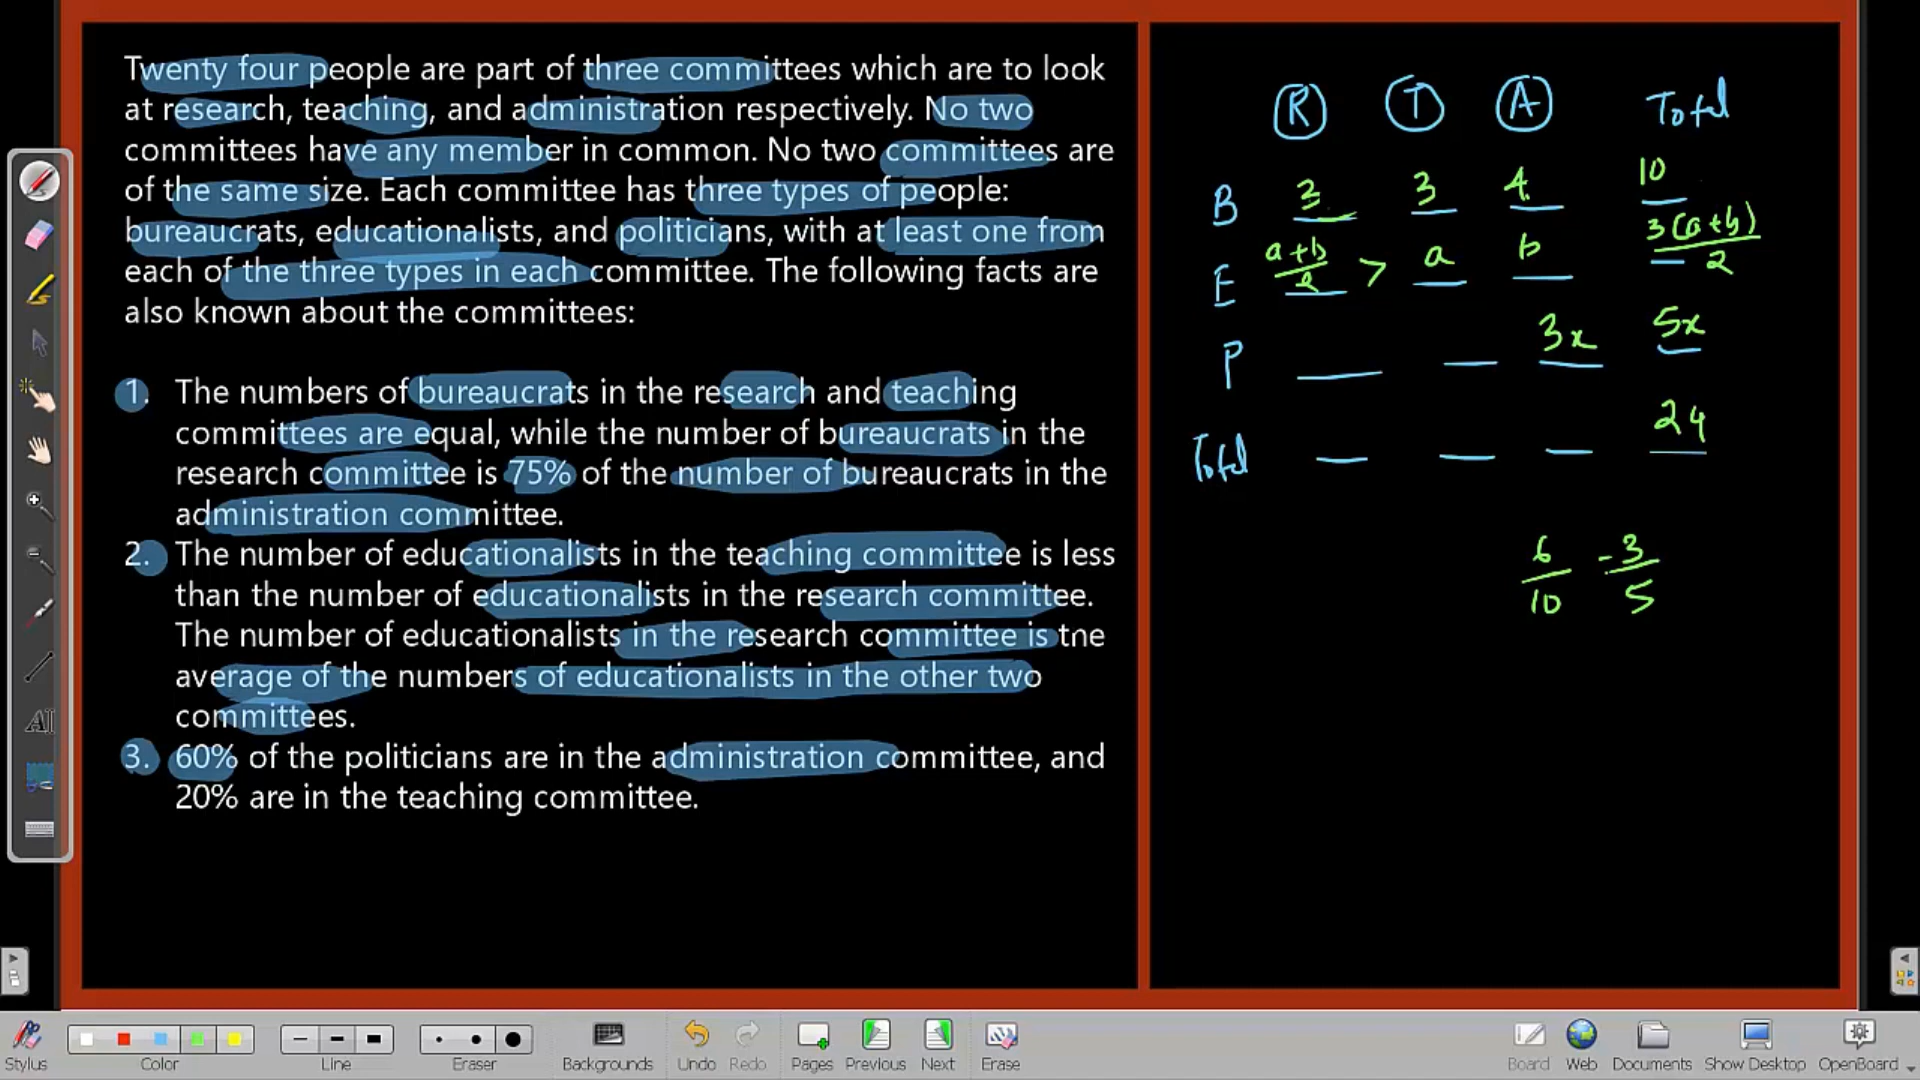 Twenty four people are part of three committees which are to look
at research, teaching, and administration respectively. No two
committees have any member in common. No two committees are
of the same size. Each committee has three types of people:
bureaucrats, educationalists, and politicians, with at least one from
each of the three types in each committee. The following facts are
also known about the committees:
1. The numbers of bureaucrats in the research and teaching
committees are equal, while the number of bureaucrats in the
research committee is 75% of the number of bureaucrats in the
administration committee.
2. The number of educationalists in the teaching committee is less
than the number of educationalists in the research committee.
The number of educationalists in the research committee is tne
average of the numbers of educationalists in the other two
committees.
3. 60% of the politicians are in the administration committee, and
20% are in the teaching committee.
R T A Total
B 3 3 4 10
E a+b/2 > a b 3(a+b)/2
P 3x 5x
Total 24
6/10 - 3/5
Stylus Color Line Eraser Backgrounds Undo Redo Pages Previous Next Erase Board Web Documents Show Desktop OpenBoard